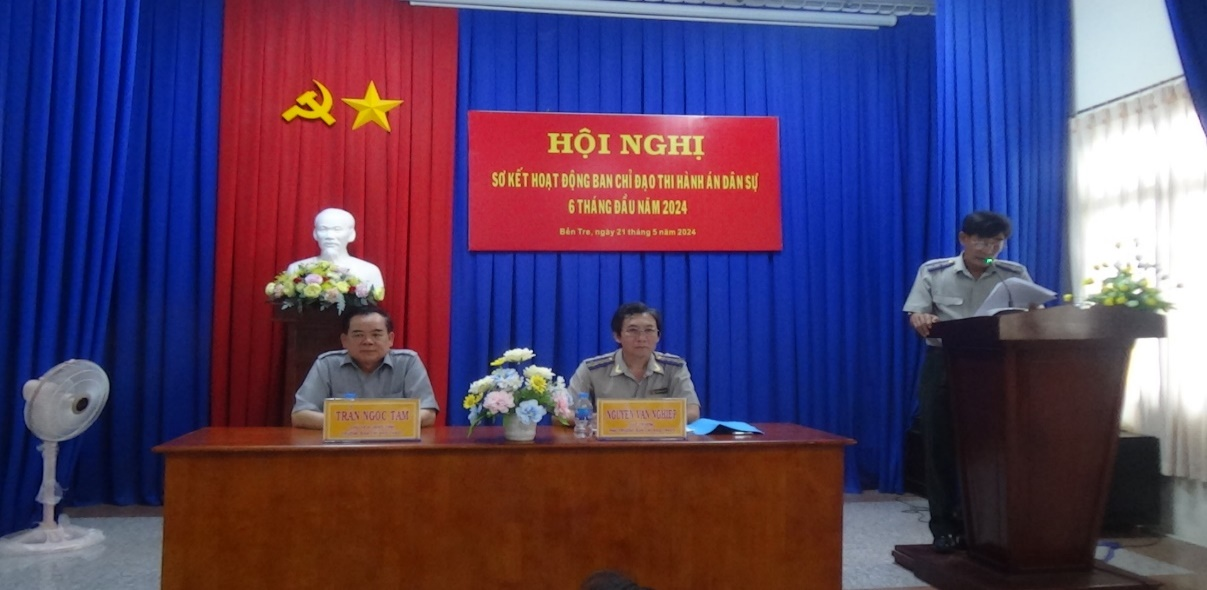 HỘI NGHỊ
SƠ KẾT HOẠT ĐỘNG BAN CHỈ ĐẠO THI HÀNH ÁN DÂN SỰ
6 THÁNG ĐẦU NĂM 2024
Bến Tre, ngày 21 tháng 5 năm 2024
TRẦN NGỌC TAM
NGUYỄN VĂN NGHIỆP